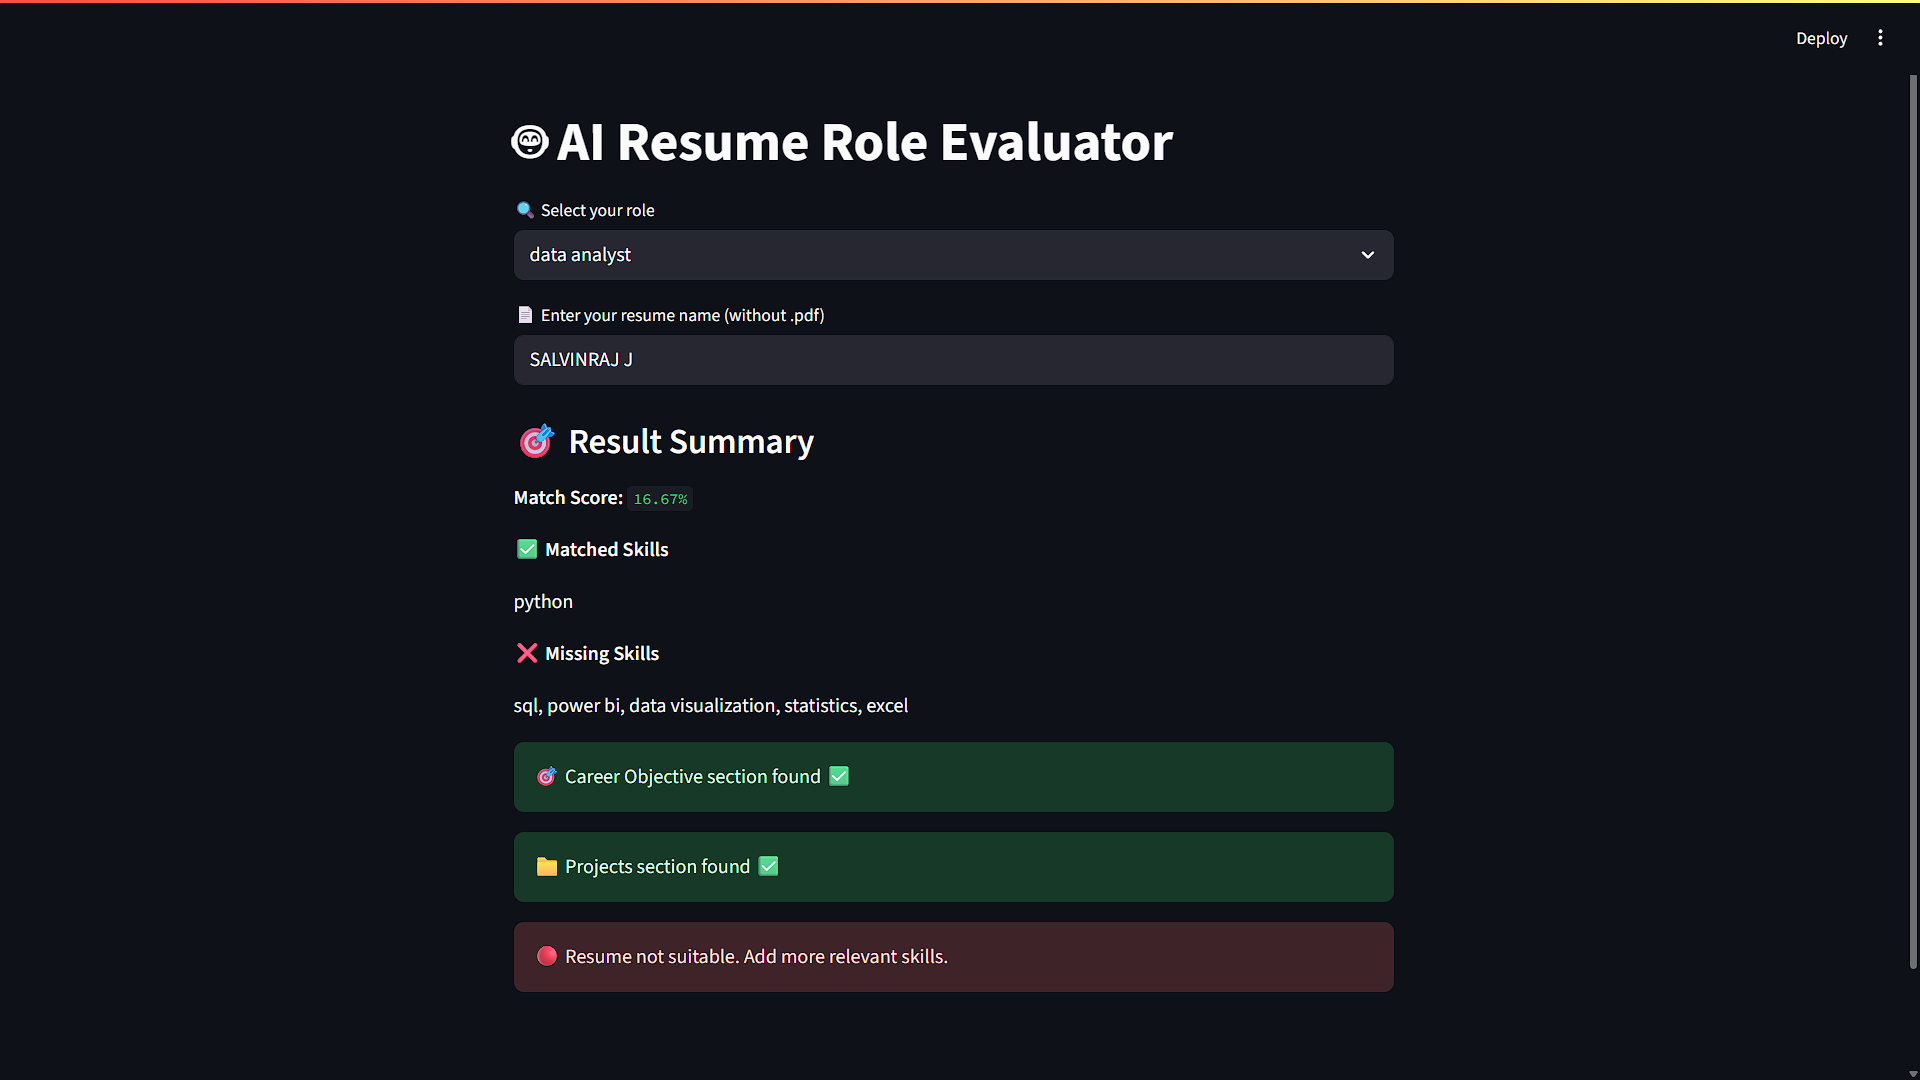 Deploy
AI Resume Role Evaluator
Select your role
data analyst
Enter your resume name (without .pdf)
SALVINRAJ J
Result Summary
Match Score: 16.67%
Matched Skills
python
Missing Skills
sql, power bi, data visualization, statistics, excel
Career Objective section found
Projects section found
Resume not suitable. Add more relevant skills.